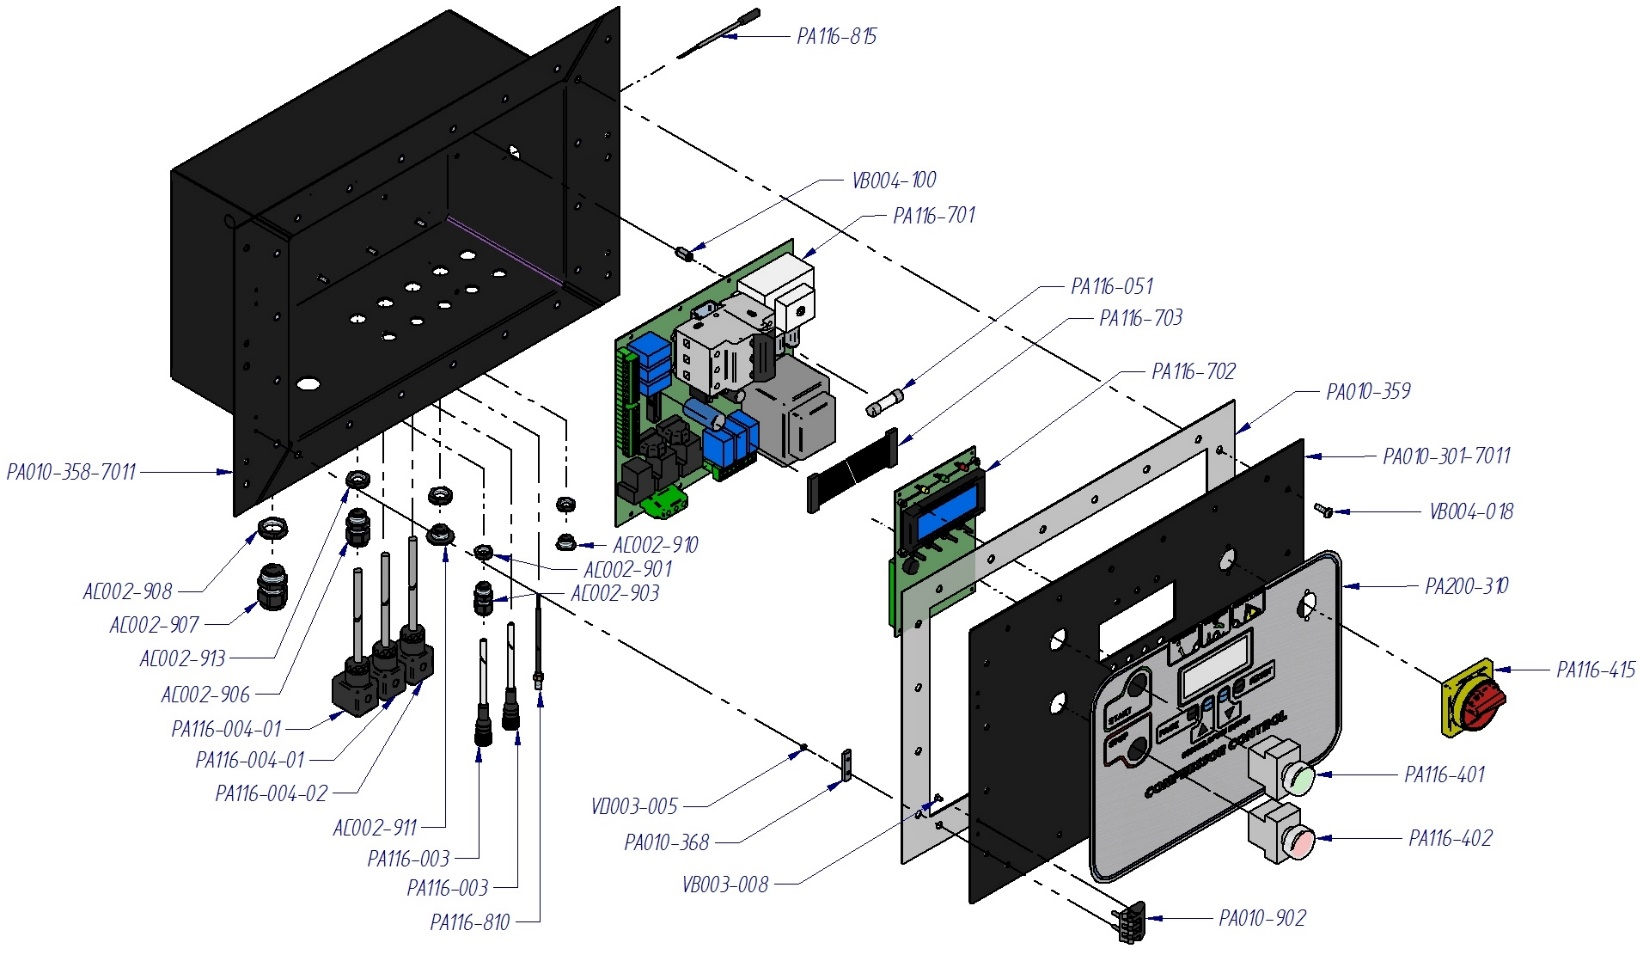 PA116-815
VB004-100
PA116-701
PA116-051
PA116-703
PA116-702
PA010-359
PA010-301-7011
PA010-358-7011
VB004-018
AC002-910
AC002-901
AC002-908
AC002-903
PA200-310
AC002-907
AC002-913
PA116-415
AC002-906
START
STOP
COMPRESSOR CONTROL
PA116-004-01
PA116-004-01
PA116-401
PA116-004-02
VD003-005
AC002-911
PA010-368
PA116-402
PA116-003
VB003-008
PA116-003
PA116-810
PA010-902